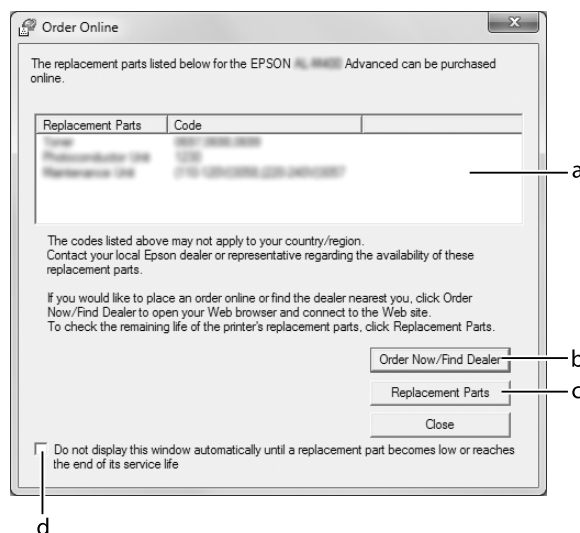 Order Online
The replacement parts listed below for the EPSON Advanced can be purchased
online.
Replacement Parts Code
a
The codes listed above may not apply to your country/region.
Contact your local Epson dealer or representative regarding the availability of these
replacement parts.
If you would like to place an order online or find the dealer nearest you, click Order
Now/Find Dealer to open your Web browser and connect to the Web site.
To check the remaining life of the printer's replacement parts, click Replacement Parts.
Order Now/Find Dealer b
Replacement Parts c
Close
Do not display this window automatically until a replacement part becomes low or reaches
the end of its service life
d